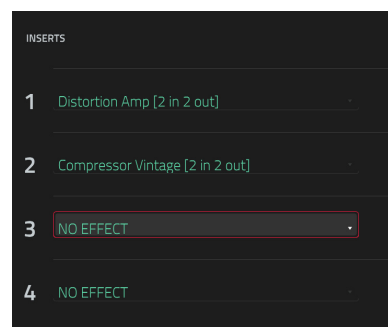 INSERTS
1 Distortion Amp [2 in 2 out]
2 Compressor Vintage [2 in 2 out]
3 NO EFFECT
4 NO EFFECT